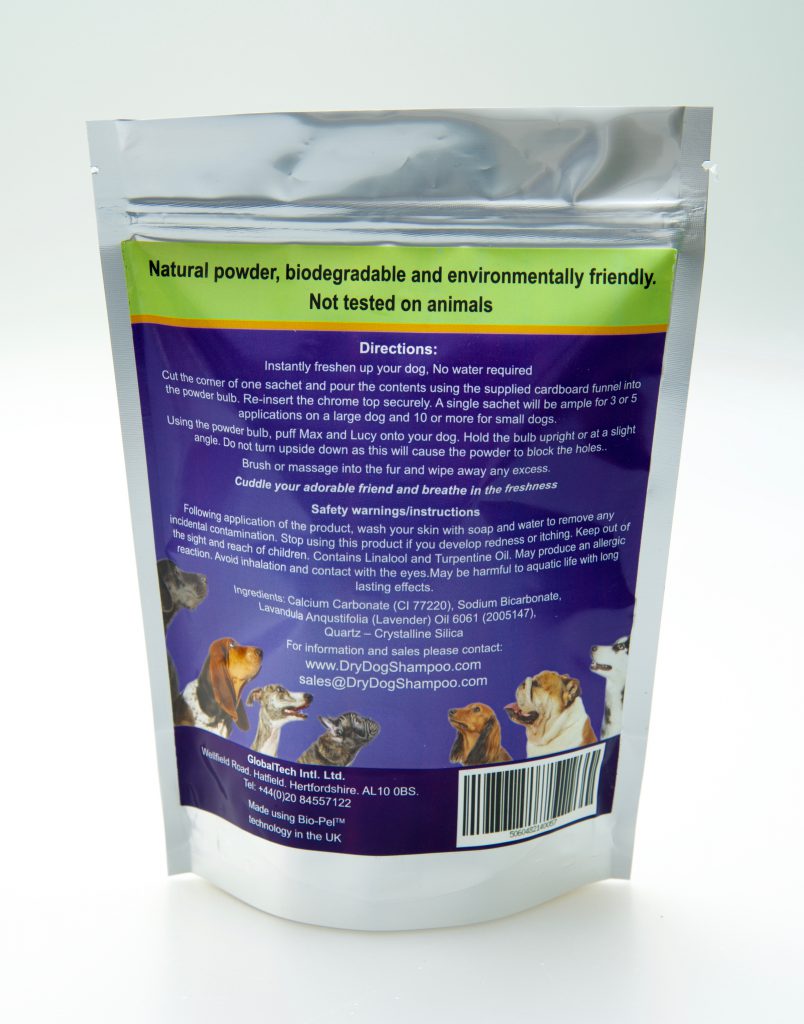 Natural powder, biodegradable and environmentally friendly.
Not tested on animals
Directions:
Instantly freshen up your dog, No water required
Cut the corner of one sachet and pour the contents using the supplied cardboard funnel into
the powder bulb. Re-insert the chrome top securely. A single sachet will be ample for 3 or 5
applications on a large dog and 10 or more for small dogs.
Using the powder bulb, puff Max and Lucy onto your dog. Hold the bulb upright or at a slight
angle. Do not turn upside down as this will cause the powder to block the holes..
Brush or massage into the fur and wipe away any excess.
Cuddle your adorable friend and breathe in the freshness
Safety warnings/instructions
Following application of the product, wash your skin with soap and water to remove any
incidental contamination. Stop using this product if you develop redness or itching. Keep out of
the sight and reach of children. Contains Linalool and Turpentine Oil. May produce an allergic
reaction. Avoid inhalation and contact with the eyes.May be harmful to aquatic life with long
lasting effects.
Ingredients: Calcium Carbonate (CI 77220), Sodium Bicarbonate,
Lavandula Anqustifolia (Lavender) Oil 6061 (2005147),
Quartz – Crystalline Silica
For information and sales please contact:
www.DryDogShampoo.com
sales@DryDogShampoo.com
GlobalTech Intl. Ltd.
Wellfield Road. Hatfield. Hertfordshire. AL10 0BS.
Tel: +44(0)20 84557122
Made using Bio-Pel™
technology in the UK
5060482140057